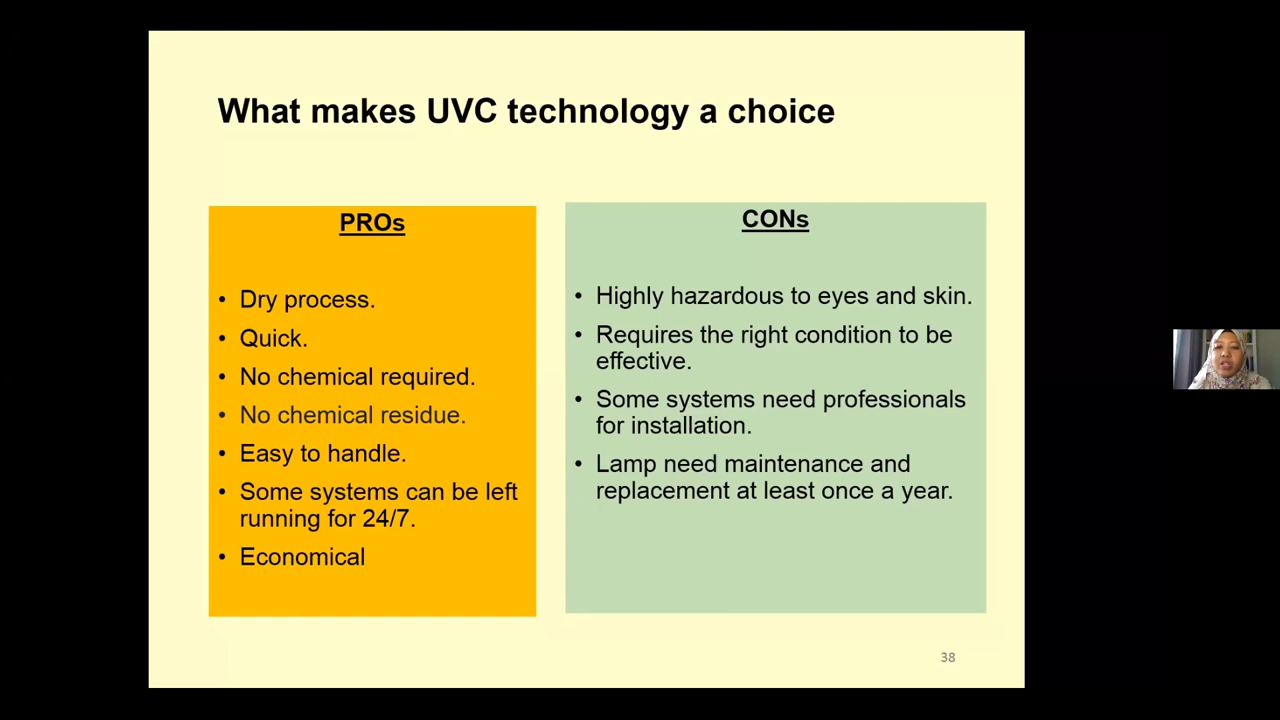 What makes UVC technology a choice
PROs
• Dry process.
• Quick.
• No chemical required.
• No chemical residue.
• Easy to handle.
• Some systems can be left
running for 24/7.
• Economical
CONs
• Highly hazardous to eyes and skin.
• Requires the right condition to be
effective.
• Some systems need professionals
for installation.
• Lamp need maintenance and
replacement at least once a year.
38